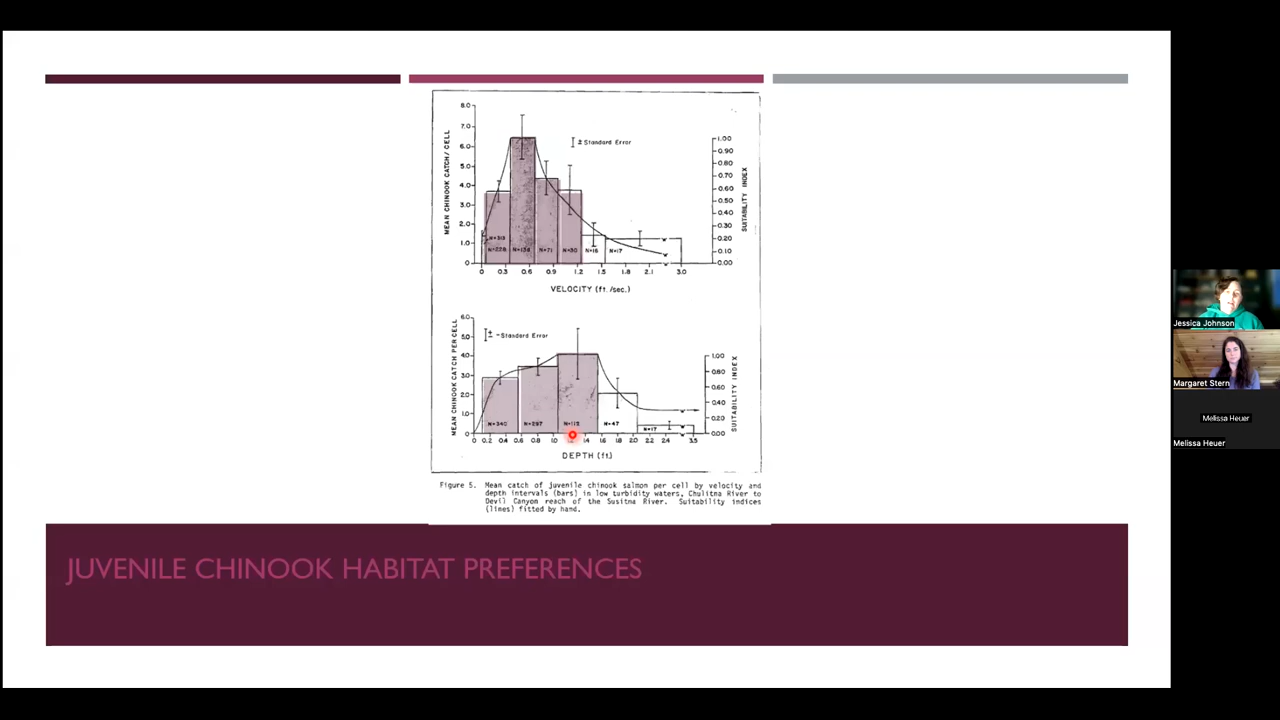 8.0
7.0
6.0
5.0
4.0
3.0
2.0
1.0
0
MEAN CHINOOK CATCH/CELL
± Standard Error
N=313
N=228
N=138
N=71
N=30
N=16
N=17
1.00
0.90
0.80
0.70
0.60
0.50
0.40
0.30
0.20
0.10
0.00
SUITABILITY INDEX
0 0.3 0.6 0.9 1.2 1.5 1.8 2.1 3.0
VELOCITY (ft./sec.)
6.0
5.0
4.0
3.0
2.0
1.0
0
MEAN CHINOOK CATCH PER CELL
± -Standard Error
N=340
N=297
N=47
N=17
1.00
0.80
0.60
0.40
0.20
0.00
SUITABILITY INDEX
0 0.2 0.4 0.6 0.8 1.0 1.4 1.6 1.8 2.0 2.2 2.4 3.5
DEPTH (ft.)
Figure 5. Mean catch of juvenile chinook salmon per cell by velocity and
depth intervals (bars) in low turbidity waters, Chulitna River to
Devil Canyon reach of the Susitna River. Suitability indices
(lines) fitted by hand.
JUVENILE CHINOOK HABITAT PREFERENCES
Jessica Johnson
Margaret Stern
Melissa Heuer
Melissa Heuer